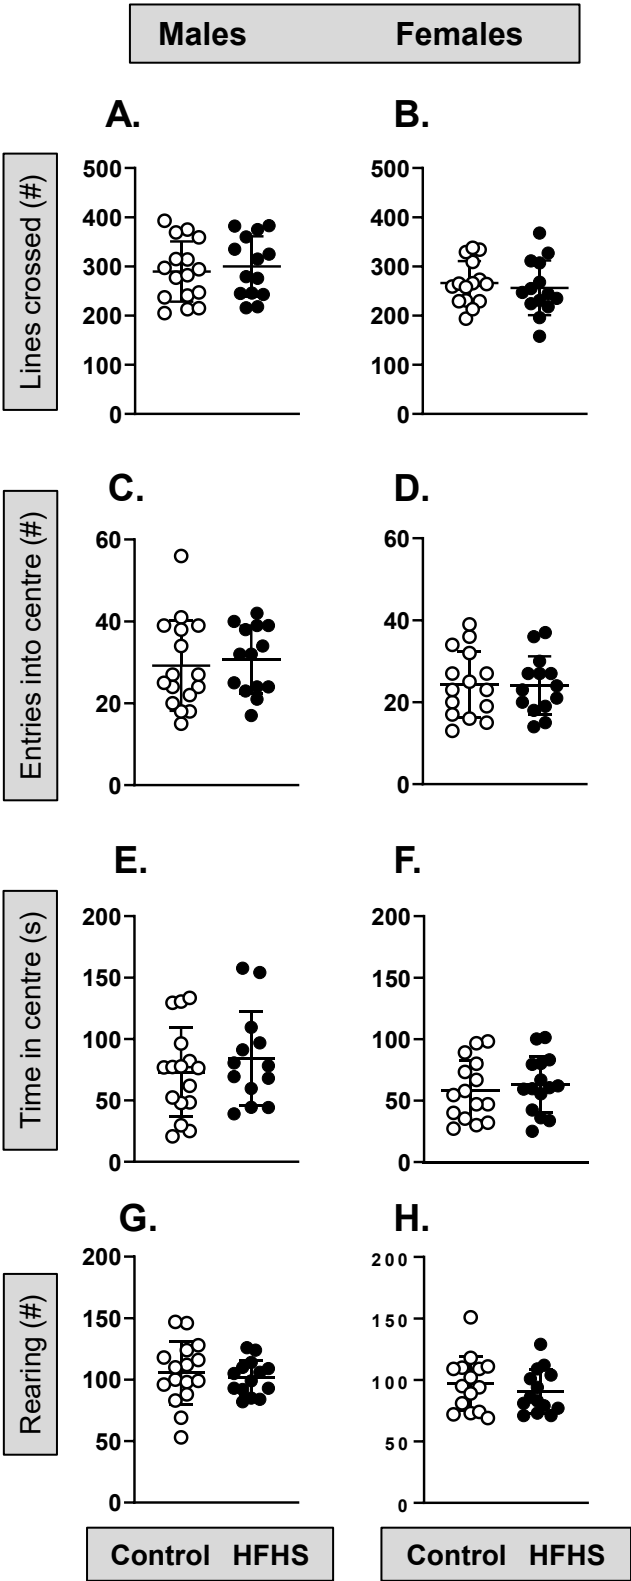 Males Females
A. B.
Lines crossed (#)
500 500
400 400
300 300
200 200
100 100
0 0
C. D.
Entries into centre (#)
60 60
40 40
20 20
0 0
E. F.
Time in centre (s)
200 200
150 150
100 100
50 50
0 0
G. H.
Rearing (#)
200 200
150 150
100 100
50 50
0 0
Control HFHS Control HFHS